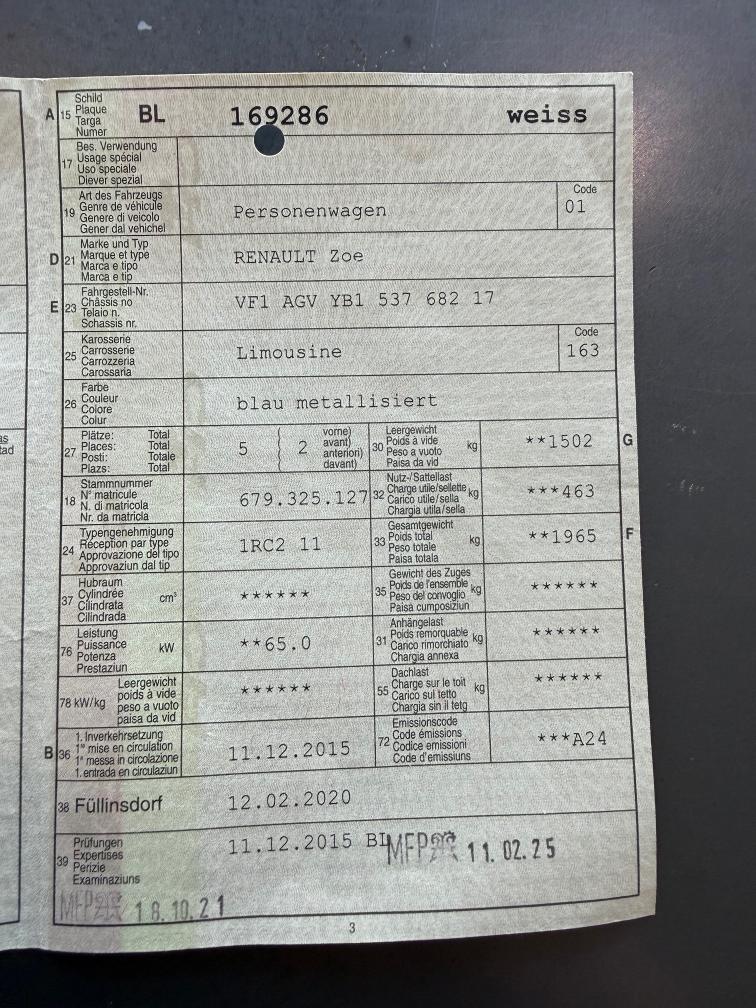 A 15 Schild Plaque Targa Numer BL 169286 weiss
17 Bes. Verwendung
Usage spécial
Uso speciale
Diever spezial
19 Art des Fahrzeugs
Genre de véhicule
Genere di veicolo
Gener dal vehichel
Personenwagen
Code
01
D 21 Marke und Typ
Marque et type
Marca e tipo
Marca e tip
RENAULT Zoe
E 23 Fahrgestell-Nr.
Châssis no
Telaio n.
Schassis nr.
VF1 AGV YB1 537 682 17
25 Karosserie
Carrosserie
Carrozzeria
Carossaria
Limousine
Code
163
26 Farbe
Couleur
Colore
Colur
blau metallisiert
27 Plätze: Total
Places: Total
Posti: Totale
Plazs: Total
5 2
vorne)
avant)
anteriori)
davant)
30 Leergewicht
Poids à vide kg
Peso a vuoto
Paisa da vid
**1502 G
18 Stammnummer
N° matricule
N. di matricola
Nr. da matricla
679.325.127
32 Nutz-/Sattellast
Charge utile/sellette kg
Carico utile/sella
Chargia utila/sella
***463
24 Typengenehmigung
Réception par type
Approvazione del tipo
Approvaziun dal tip
1RC2 11
33 Gesamtgewicht
Poids total kg
Peso totale
Paisa totala
**1965 F
37 Hubraum
Cylindrée cm³
Cilindrata
Cilindrada
******
35 Gewicht des Zuges
Poids de l'ensemble kg
Peso del convoglio
Paisa cumposiziun
******
76 Leistung
Puissance kW
Potenza
Prestaziun
**65.0
31 Anhängelast
Poids remorquable kg
Carico rimorchiato
Chargia annexa
******
78 kW/kg Leergewicht
poids à vide
peso a vuoto
paisa da vid
******
55 Dachlast
Charge sur le toit kg
Carico sul tetto
Chargia sin il tetg
******
B 36 1. Inverkehrsetzung
1re mise en circulation
1a messa in circolazione
1. entrada en circulaziun
11.12.2015
72 Emissionscode
Code émissions
Codice emissioni
Code d'emissiuns
***A24
38 Füllinsdorf 12.02.2020
39 Prüfungen
Expertises
Perizie
Examinaziuns
11.12.2015 BL
MFP 11.02.25
MFP 18.10.21
3